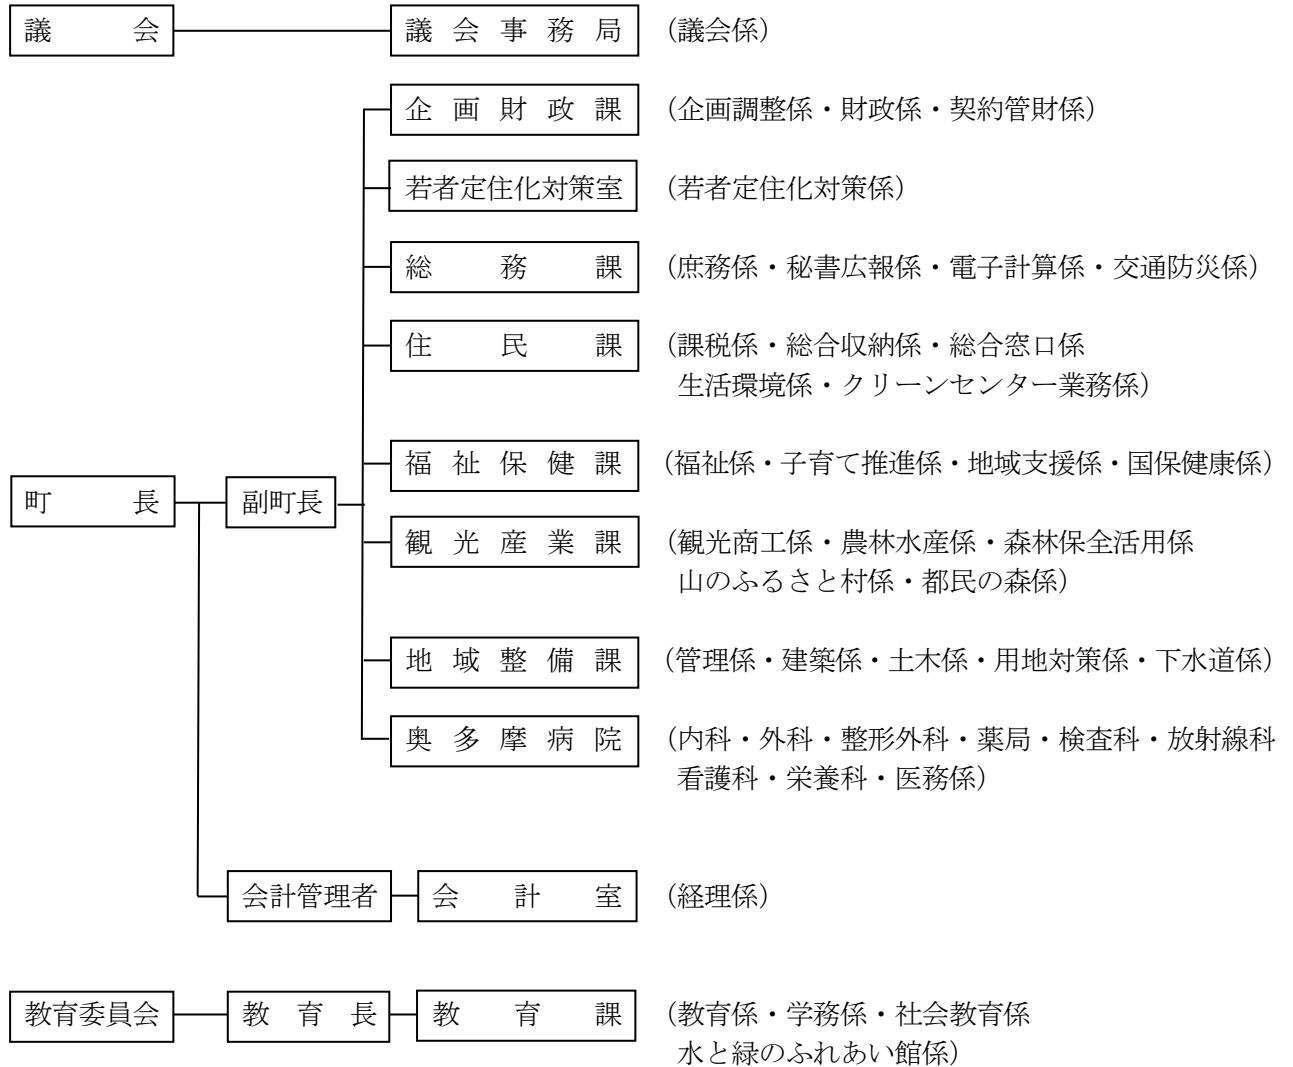 議会 議会事務局 (議会係)
企画財政課 (企画調整係・財政係・契約管財係)
若者定住化対策室 (若者定住化対策係)
総務課 (庶務係・秘書広報係・電子計算係・交通防災係)
住民課 (課税係・総合収納係・総合窓口係
生活環境係・クリーンセンター業務係)
福祉保健課 (福祉係・子育て推進係・地域支援係・国保健康係)
町長 副町長
観光産業課 (観光商工係・農林水産係・森林保全活用係
山のふるさと村係・都民の森係)
地域整備課 (管理係・建築係・土木係・用地対策係・下水道係)
奥多摩病院 (内科・外科・整形外科・薬局・検査科・放射線科
看護科・栄養科・医務係)
会計管理者 会計室 (経理係)
教育委員会 教育長 教育課 (教育係・学務係・社会教育係
水と緑のふれあい館係)